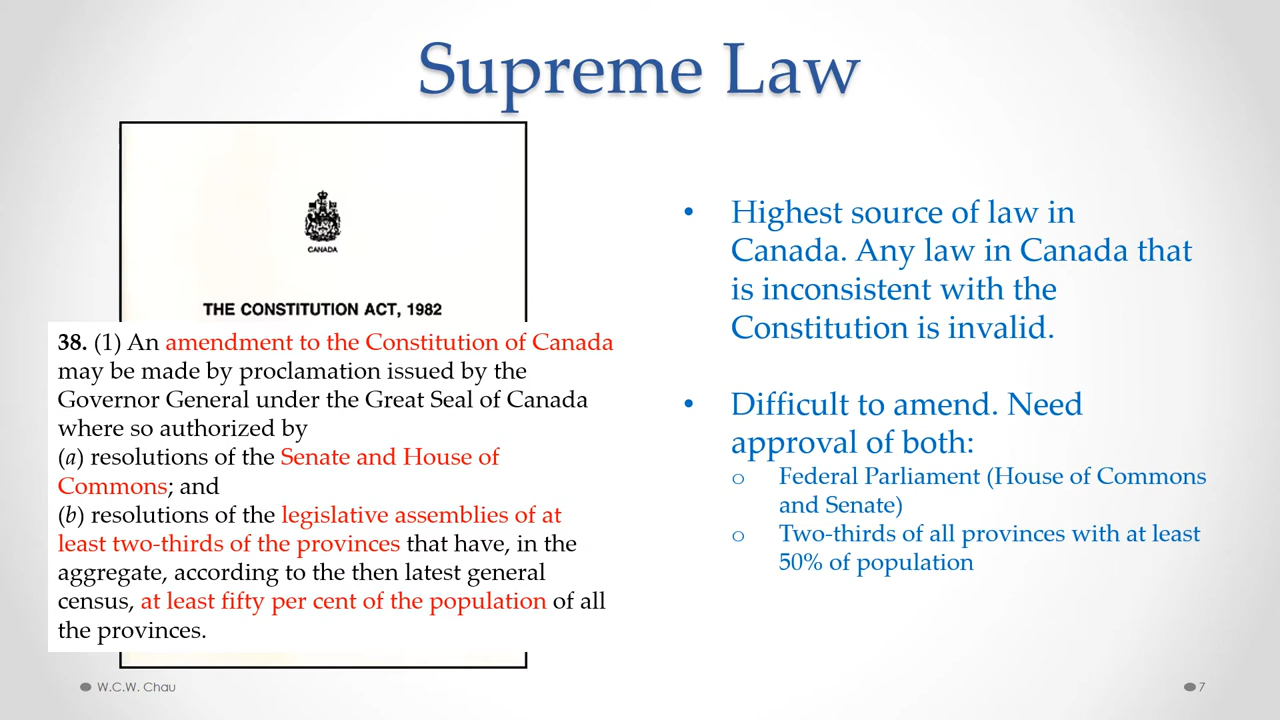 Supreme Law
CANADA
THE CONSTITUTION ACT, 1982
38. (1) An amendment to the Constitution of Canada
may be made by proclamation issued by the
Governor General under the Great Seal of Canada
where so authorized by
(a) resolutions of the Senate and House of
Commons; and
(b) resolutions of the legislative assemblies of at
least two-thirds of the provinces that have, in the
aggregate, according to the then latest general
census, at least fifty per cent of the population of all
the provinces.
• Highest source of law in
Canada. Any law in Canada that
is inconsistent with the
Constitution is invalid.
• Difficult to amend. Need
approval of both:
o Federal Parliament (House of Commons
and Senate)
o Two-thirds of all provinces with at least
50% of population
W.C.W. Chau
7